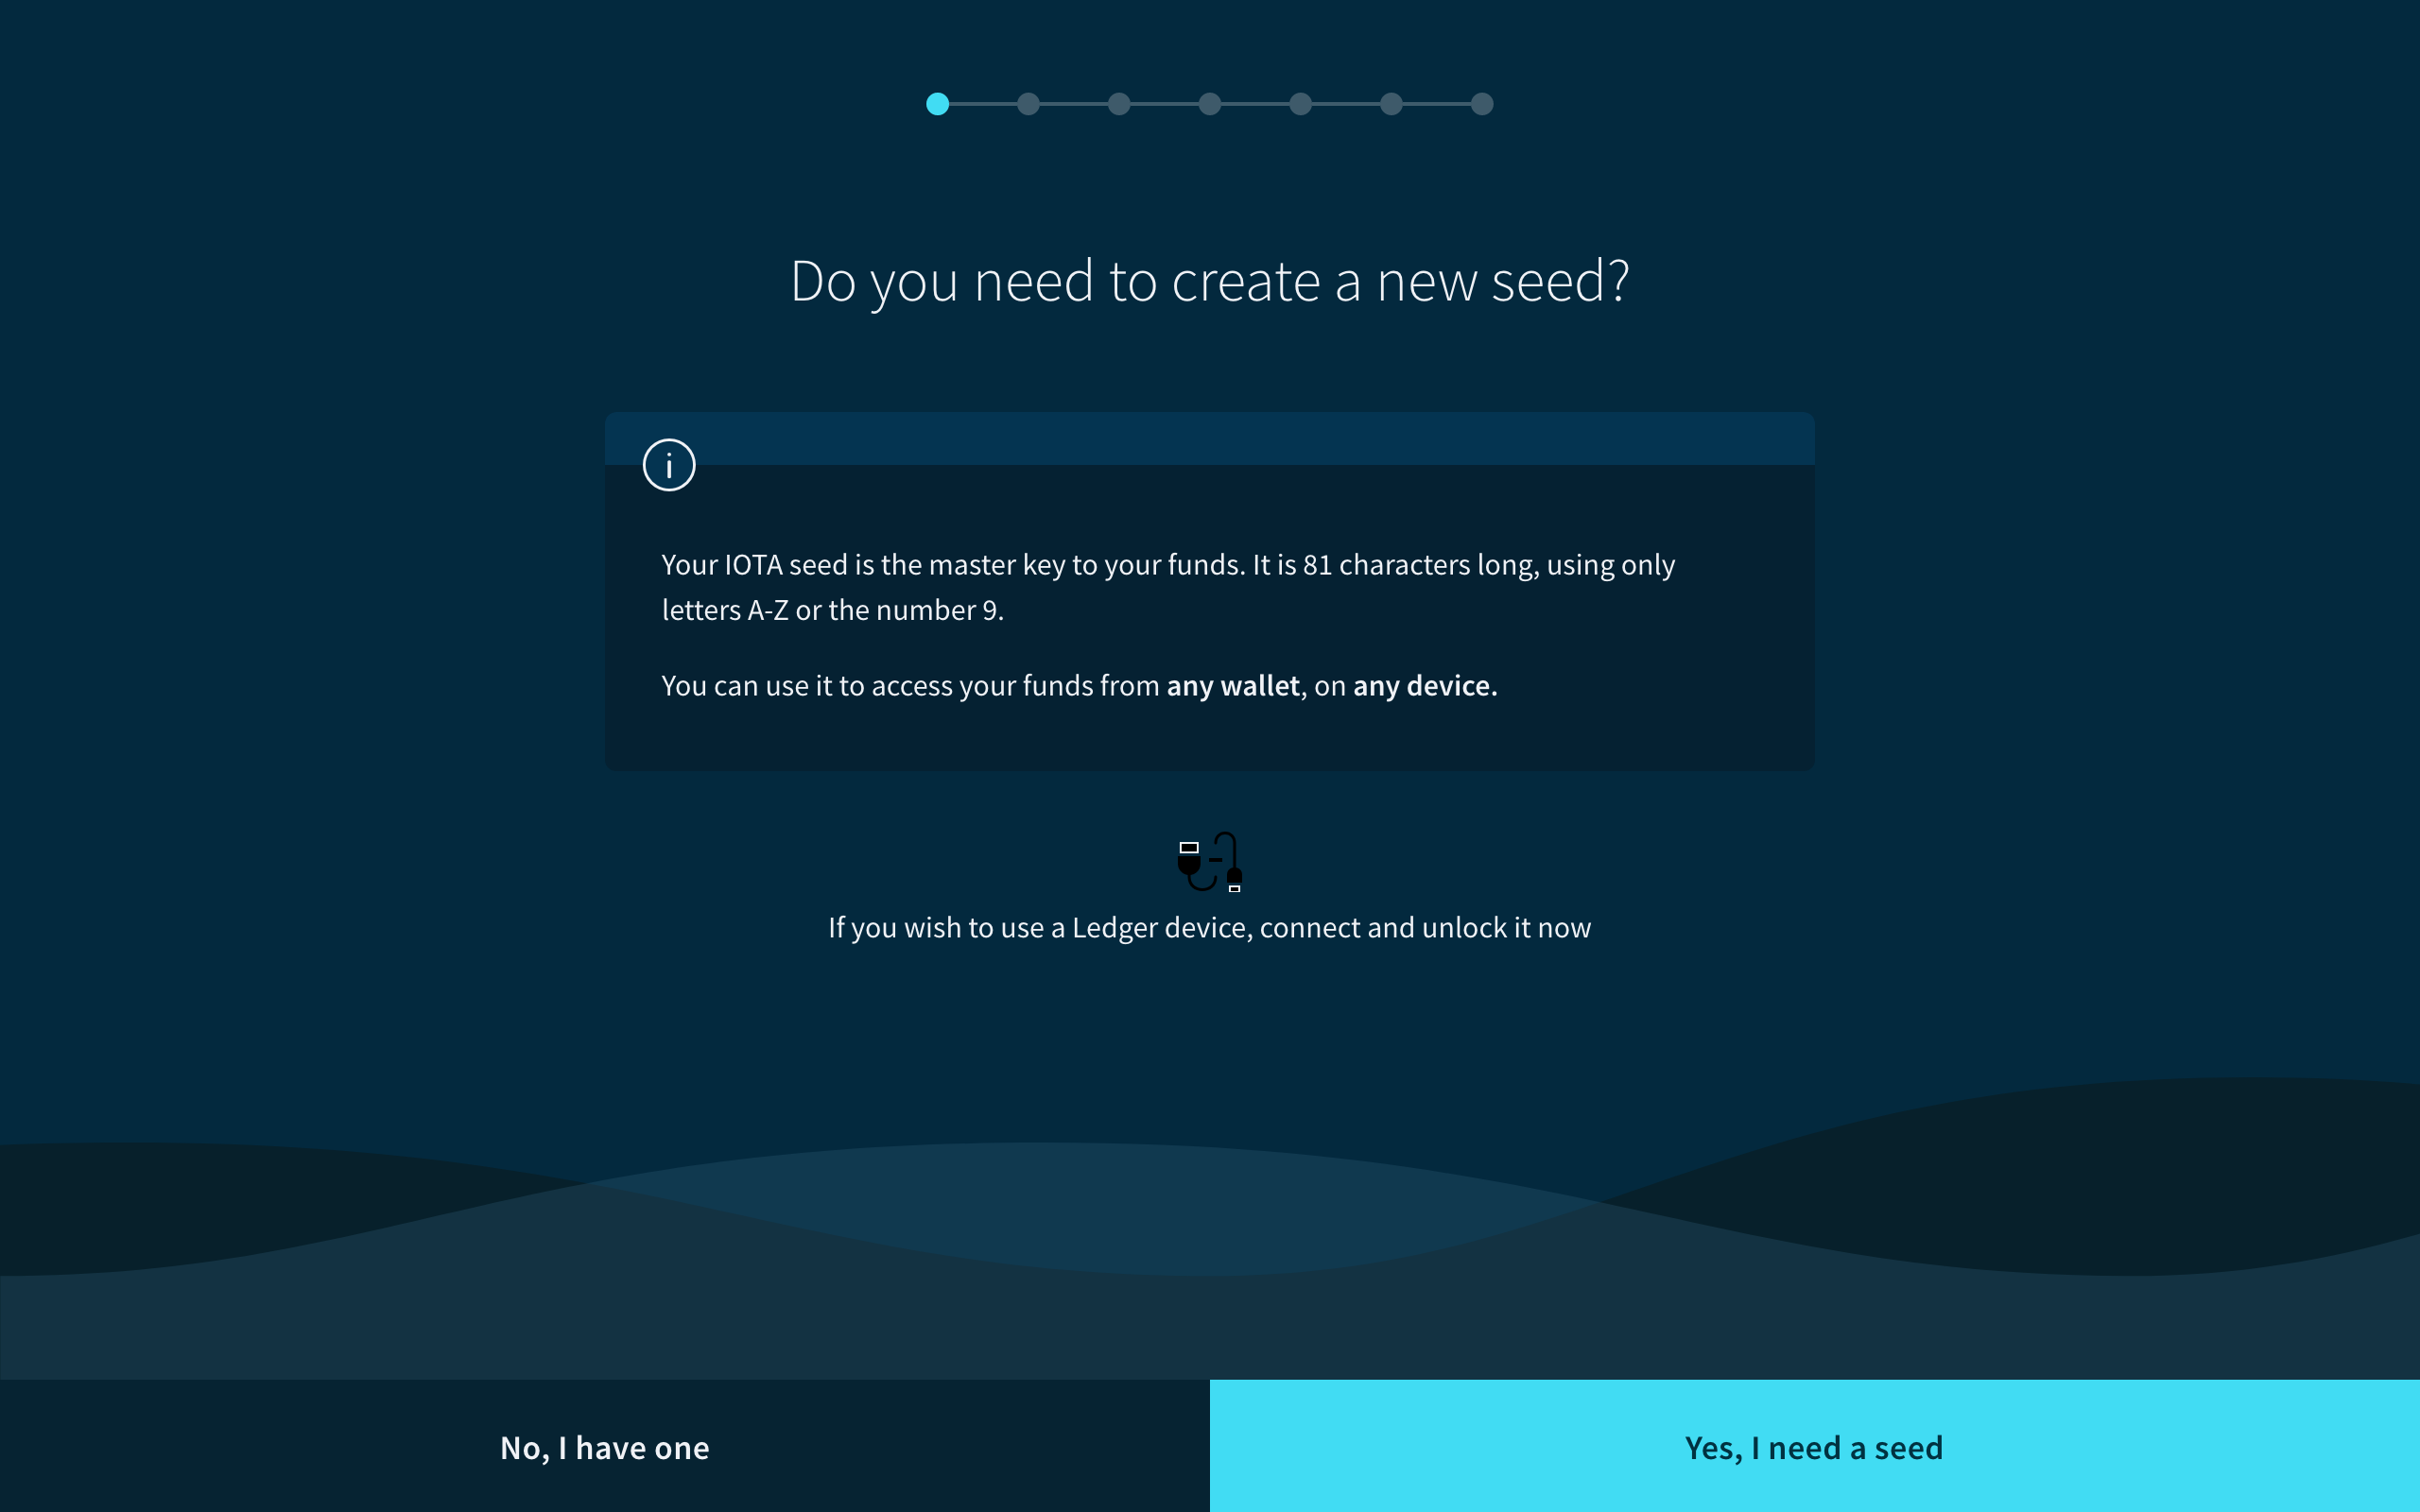 Do you need to create a new seed?
i
Your IOTA seed is the master key to your funds. It is 81 characters long, using only
letters A-Z or the number 9.
You can use it to access your funds from any wallet, on any device.
If you wish to use a Ledger device, connect and unlock it now
No, I have one
Yes, I need a seed